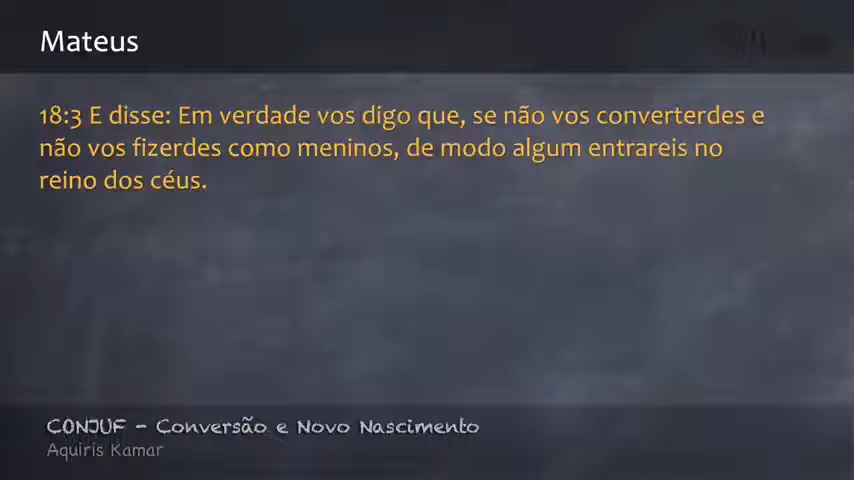 Mateus
18:3 E disse: Em verdade vos digo que, se não vos converterdes e
não vos fizerdes como meninos, de modo algum entrareis no
reino dos céus.
CONJUF - Conversão e Novo Nascimento
Aquiris Kamar